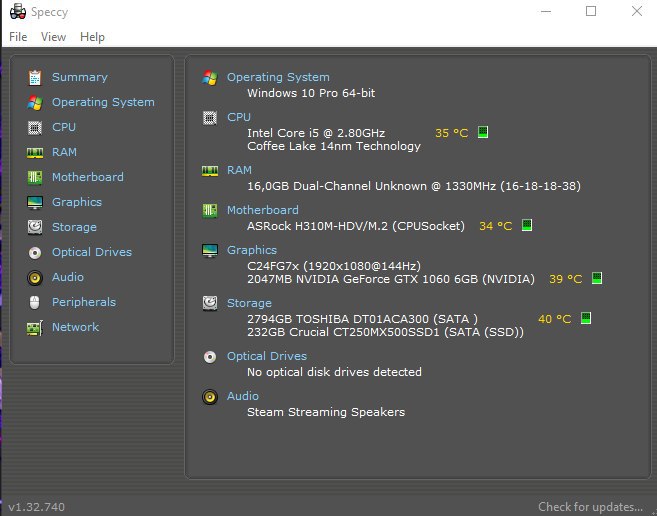 Speccy
File View Help
Summary
Operating System
CPU
RAM
Motherboard
Graphics
Storage
Optical Drives
Audio
Peripherals
Network
Operating System
Windows 10 Pro 64-bit
CPU
Intel Core i5 @ 2.80GHz 35 °C
Coffee Lake 14nm Technology
RAM
16,0GB Dual-Channel Unknown @ 1330MHz (16-18-18-38)
Motherboard
ASRock H310M-HDV/M.2 (CPUSocket) 34 °C
Graphics
C24FG7x (1920x1080@144Hz)
2047MB NVIDIA GeForce GTX 1060 6GB (NVIDIA) 39 °C
Storage
2794GB TOSHIBA DT01ACA300 (SATA ) 40 °C
232GB Crucial CT250MX500SSD1 (SATA (SSD))
Optical Drives
No optical disk drives detected
Audio
Steam Streaming Speakers
v1.32.740 Check for updates...